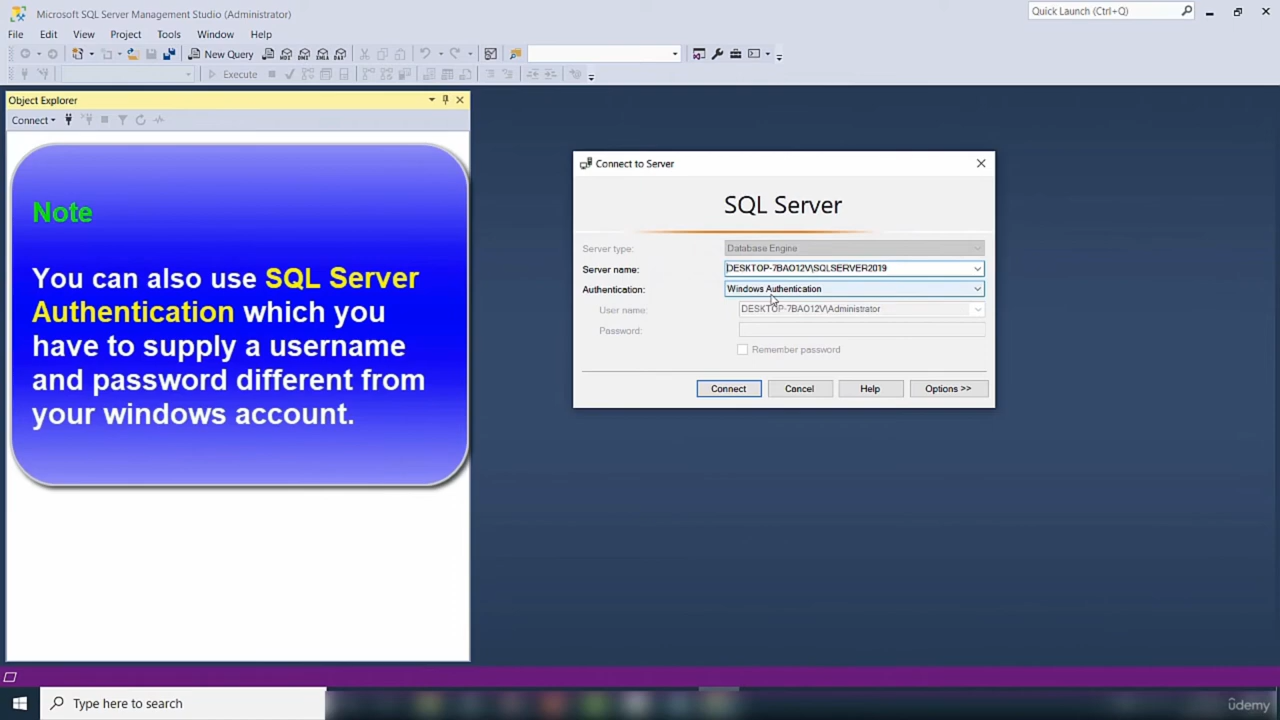 Microsoft SQL Server Management Studio (Administrator)
Quick Launch (Ctrl+Q)
File Edit View Project Tools Window Help
New Query
MDX DMX XMLA DAX
Execute
Object Explorer
Connect
Note
You can also use SQL Server
Authentication which you
have to supply a username
and password different from
your windows account.
Connect to Server
SQL Server
Server type: Database Engine
Server name: DESKTOP-7BAO12V\SQLSERVER2019
Authentication: Windows Authentication
User name: DESKTOP-7BAO12V\Administrator
Password:
Remember password
Connect Cancel Help Options >>
Type here to search
udemy